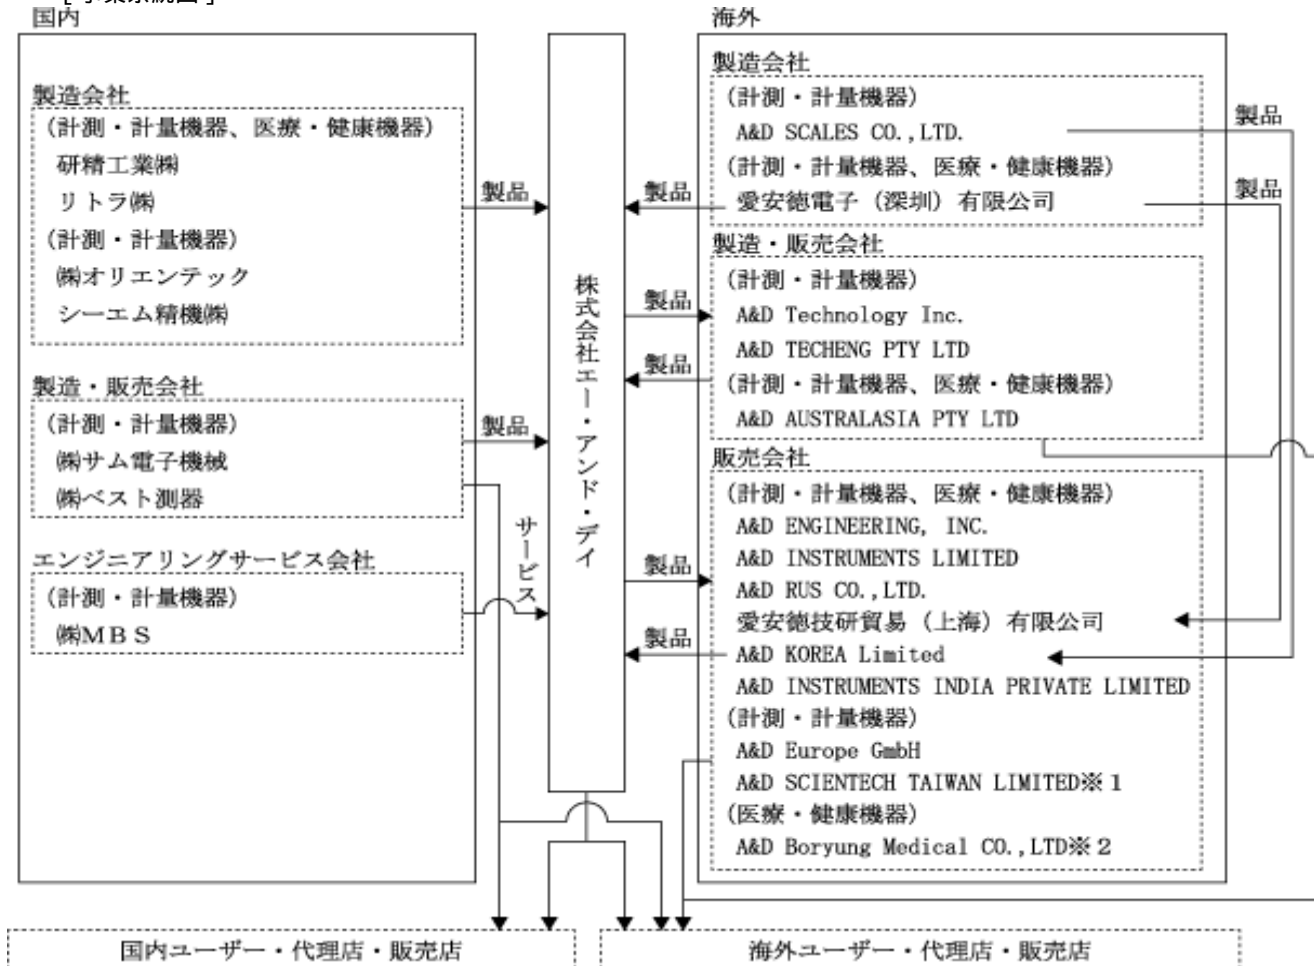 [事業系統図]
国内
製造会社
(計測・計量機器、医療・健康機器)
研精工業㈱
リトラ㈱
(計測・計量機器)
㈱オリエンテック
シーエム精機㈱
製造・販売会社
(計測・計量機器)
㈱サム電子機械
㈱ベスト測器
エンジニアリングサービス会社
(計測・計量機器)
㈱ＭＢＳ
製品
製品
サービス
株式会社エー・アンド・デイ
製品
製品
製品
製品
製品
海外
製造会社
(計測・計量機器)
A&D SCALES CO.,LTD.
(計測・計量機器、医療・健康機器)
愛安徳電子（深圳）有限公司
製造・販売会社
(計測・計量機器)
A&D Technology Inc.
A&D TECHENG PTY LTD
(計測・計量機器、医療・健康機器)
A&D AUSTRALASIA PTY LTD
販売会社
(計測・計量機器、医療・健康機器)
A&D ENGINEERING, INC.
A&D INSTRUMENTS LIMITED
A&D RUS CO.,LTD.
愛安徳技研貿易（上海）有限公司
A&D KOREA Limited
A&D INSTRUMENTS INDIA PRIVATE LIMITED
(計測・計量機器)
A&D Europe GmbH
A&D SCIENTECH TAIWAN LIMITED※１
(医療・健康機器)
A&D Boryung Medical CO.,LTD※２
製品
製品
国内ユーザー・代理店・販売店
海外ユーザー・代理店・販売店